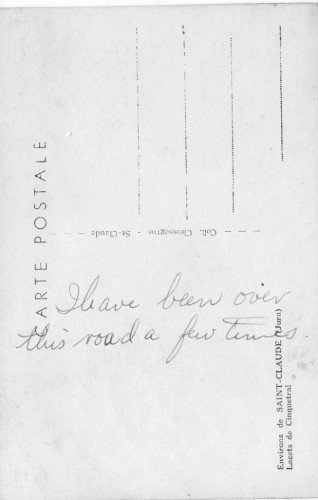 CARTE POSTALE
Coll. Chossegros - St-Claude
I have been over
this road a few times.
Environs de SAINT-CLAUDE (Jura)
Lacets de Cinquetral